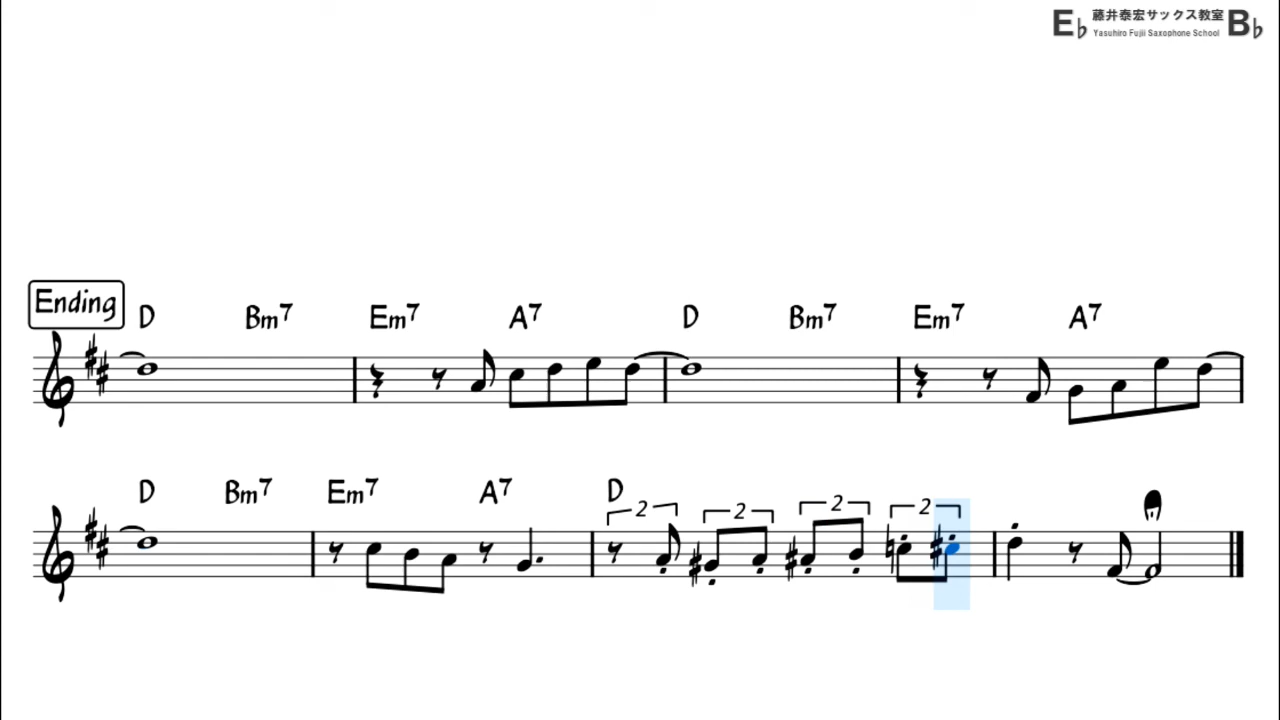 E♭ 藤井泰宏サックス教室 B♭
Yasuhiro Fujii Saxophone School
Ending D Bm7 Em7 A7 D Bm7 Em7 A7
D Bm7 Em7 A7 D
2 2 2 2